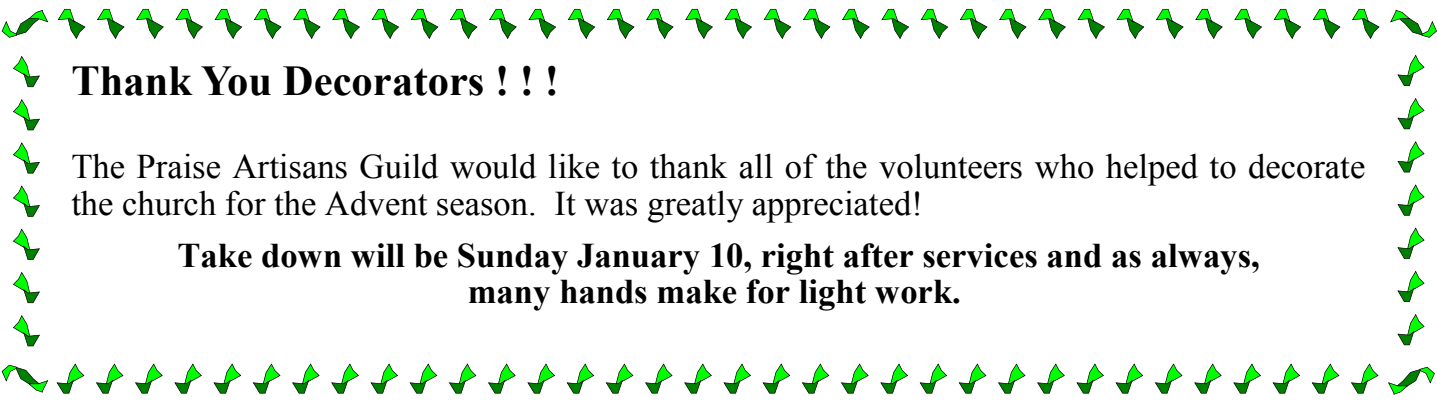 Thank You Decorators ! ! !
The Praise Artisans Guild would like to thank all of the volunteers who helped to decorate
the church for the Advent season.  It was greatly appreciated!
Take down will be Sunday January 10, right after services and as always,
many hands make for light work.